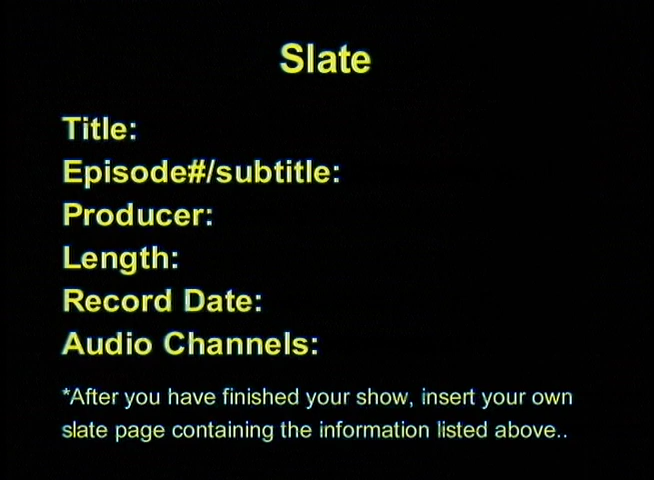 Slate
Title:
Episode#/subtitle:
Producer:
Length:
Record Date:
Audio Channels:
*After you have finished your show, insert your own
slate page containing the information listed above..